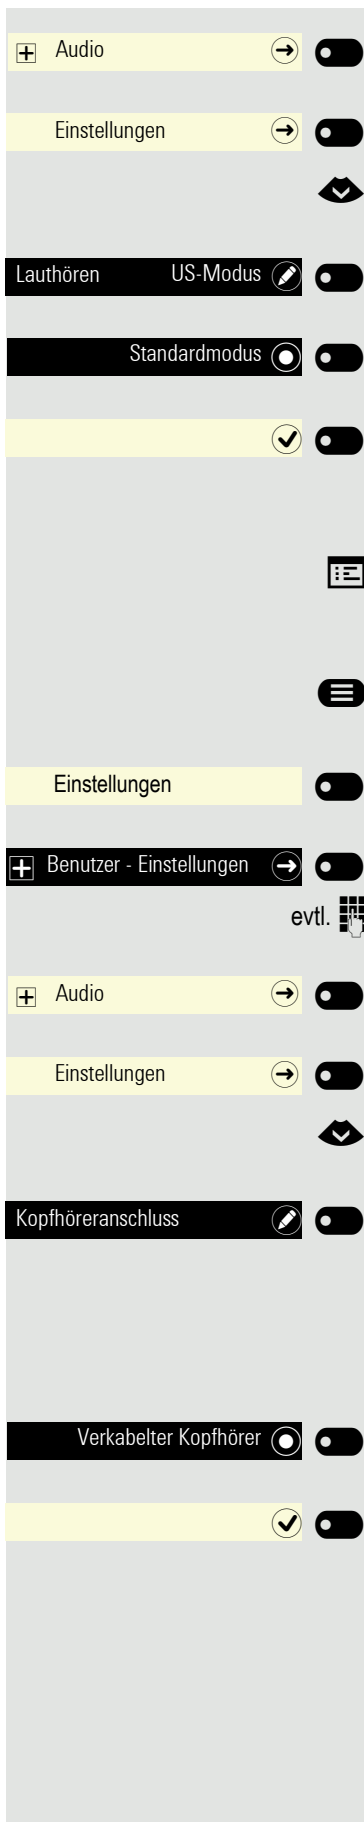 Audio
Einstellungen
Lauthören US-Modus
Standardmodus
Einstellungen
Benutzer - Einstellungen
evtl.
Audio
Einstellungen
Kopfhöreranschluss
Verkabelter Kopfhörer